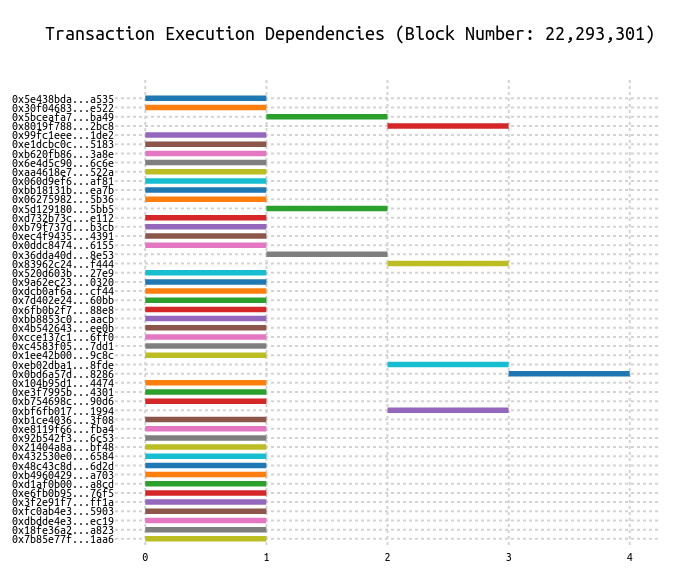 Transaction Execution Dependencies (Block Number: 22,293,301)
0x5e438bda...a535
0x30f04683...e522
0x5bceafa7...ba49
0x8019f788...2bc8
0x99fc1eee...1de2
0xe1dcbc0c...5183
0xb620fb86...3a8e
0x6e4d5c90...6c6e
0xaa4618e7...522a
0x060d9ef6...af81
0xbb18131b...ea7b
0x06275982...5b36
0x5d129180...5bb5
0xd732b73c...e112
0xb79f737d...b3cb
0xec4f9435...4391
0x0ddc8474...6155
0x36dda40d...8e53
0x83962c24...f444
0x520d603b...27e9
0x9a62ec23...0320
0xdcb0af6a...cf44
0x7d402e24...60bb
0x6fb0b2f7...88e8
0xbb8853c0...aacb
0x4b542643...ee0b
0xcce137c1...6ff0
0xc4583f05...7dd1
0x1ee42b00...9c8c
0xeb02dba1...8fde
0x0bd6a57d...8286
0x104b95d1...4474
0xe3f7995b...4301
0xb754698c...90d6
0xbf6fb017...1994
0xb1ce4036...3f08
0xe8119f66...fba4
0x92b542f3...6c53
0x21404a8a...bf48
0x432530e0...6584
0x48c43c8d...6d2d
0xb4960429...a703
0xd1af0b00...a8cd
0xe6fb0b95...76f5
0x3f2e91f7...ff1a
0xfc0ab4e3...5903
0xdbdde4e3...ec19
0x18fe36a2...a823
0x7b85e77f...1aa6
0 1 2 3 4